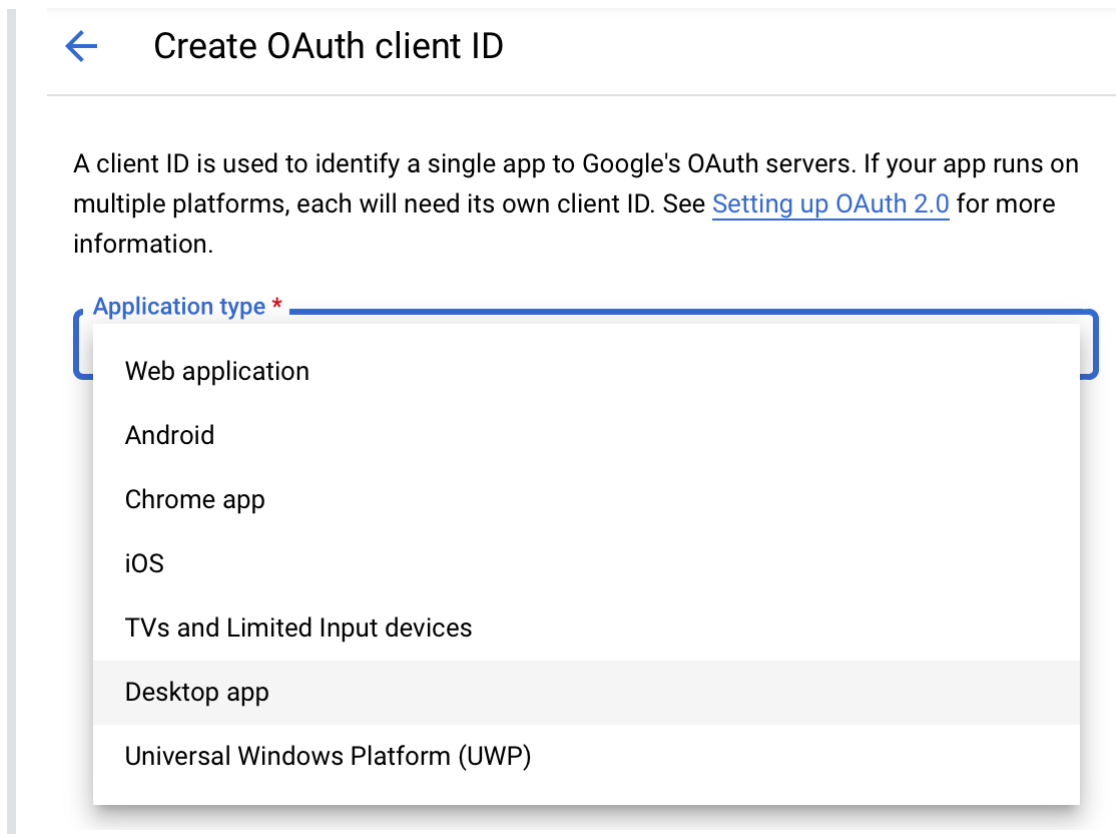 Create OAuth client ID
A client ID is used to identify a single app to Google's OAuth servers. If your app runs on
multiple platforms, each will need its own client ID. See Setting up OAuth 2.0 for more
information.
Application type *
Web application
Android
Chrome app
iOS
TVs and Limited Input devices
Desktop app
Universal Windows Platform (UWP)